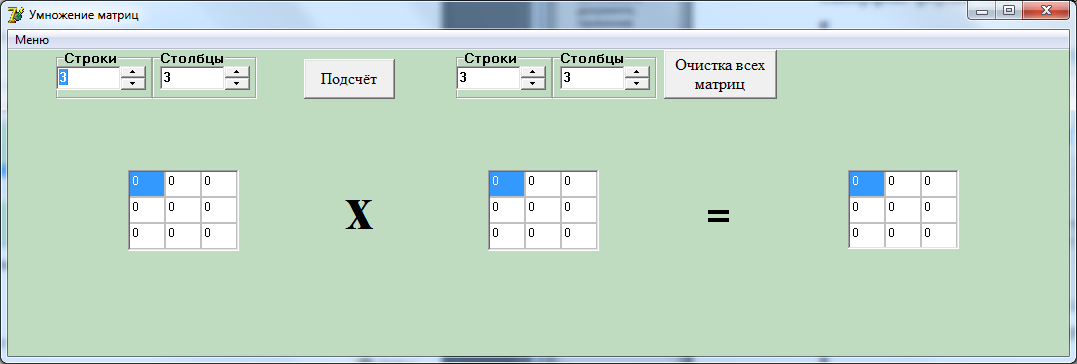 Умножение матриц
Меню
Строки Столбцы Строки Столбцы
3 3 Подсчёт 3 3 Очистка всех
матриц
0 0 0 0 0 0 0 0 0
0 0 0 X 0 0 0 = 0 0 0
0 0 0 0 0 0 0 0 0